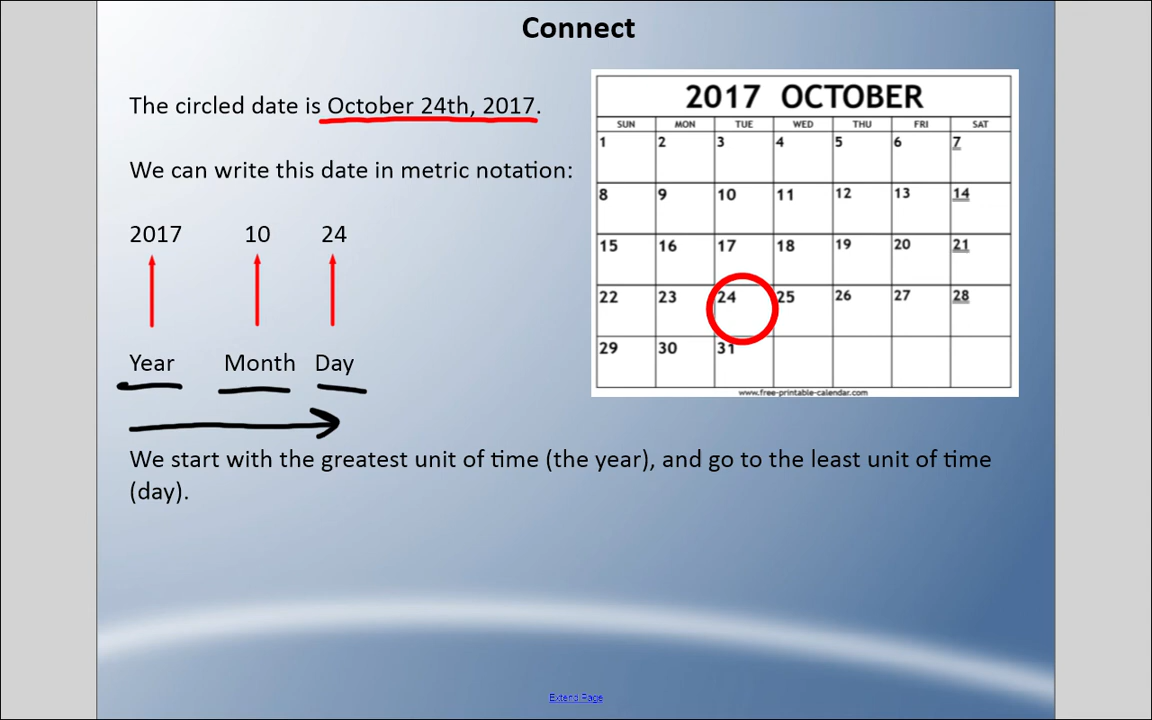 Connect
The circled date is October 24th, 2017.
We can write this date in metric notation:
2017 10 24
Year Month Day
We start with the greatest unit of time (the year), and go to the least unit of time
(day).
2017 OCTOBER
SUN MON TUE WED THU FRI SAT
1 2 3 4 5 6 7
8 9 10 11 12 13 14
15 16 17 18 19 20 21
22 23 24 25 26 27 28
29 30 31
www.free-printable-calendar.com
Extend Page